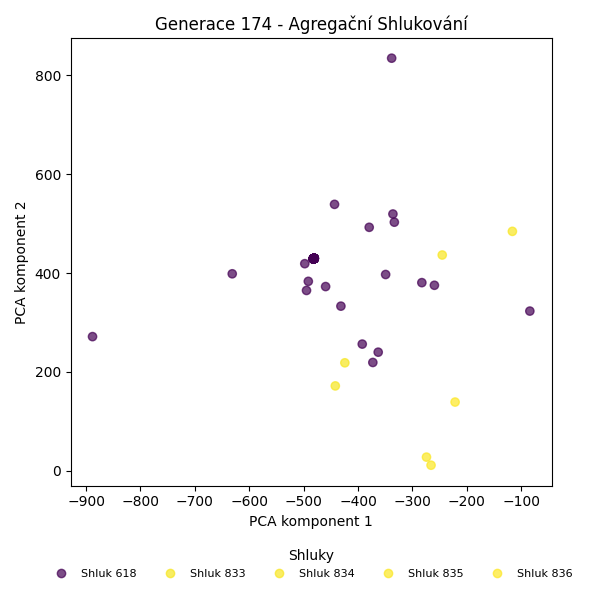 Generace 174 - Agregační Shlukování
PCA komponent 2
800
600
400
200
0
−900 −800 −700 −600 −500 −400 −300 −200 −100
PCA komponent 1
Shluky
Shluk 618 Shluk 833 Shluk 834 Shluk 835 Shluk 836